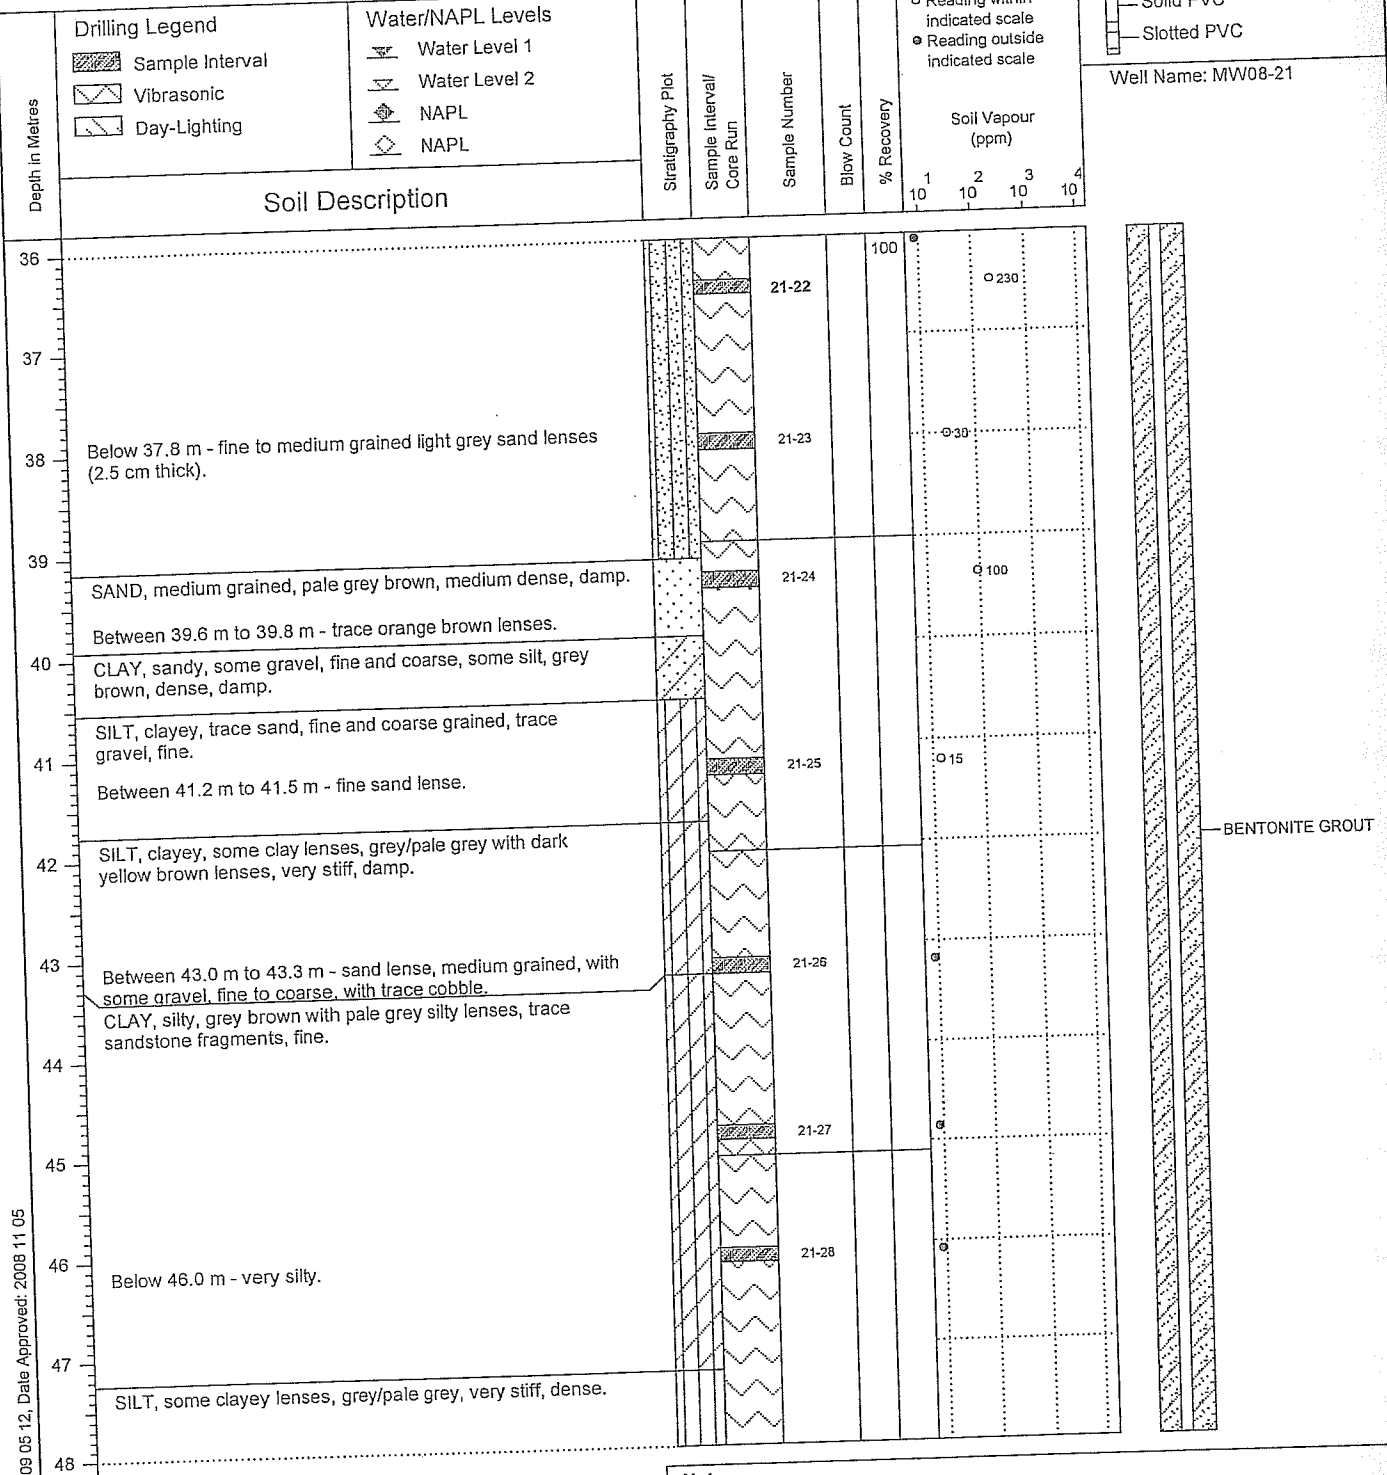 Drilling Legend
Sample Interval
Vibrasonic
Day-Lighting
Water/NAPL Levels
Water Level 1
Water Level 2
NAPL
NAPL
Reading within
indicated scale
Reading outside
indicated scale
Solid PVC
Slotted PVC
Well Name: MW08-21
Depth in Metres
Soil Description
Stratigraphy Plot
Sample Interval/
Core Run
Sample Number
Blow Count
% Recovery
Soil Vapour
(ppm)
10 1 10 2 10 3 10 4
36
100
21-22
230
37
Below 37.8 m - fine to medium grained light grey sand lenses
(2.5 cm thick).
21-23
30
38
39
SAND, medium grained, pale grey brown, medium dense, damp.
21-24
100
Between 39.6 m to 39.8 m - trace orange brown lenses.
40
CLAY, sandy, some gravel, fine and coarse, some silt, grey
brown, dense, damp.
SILT, clayey, trace sand, fine and coarse grained, trace
gravel, fine.
41
21-25
15
Between 41.2 m to 41.5 m - fine sand lense.
BENTONITE GROUT
SILT, clayey, some clay lenses, grey/pale grey with dark
yellow brown lenses, very stiff, damp.
42
43
Between 43.0 m to 43.3 m - sand lense, medium grained, with
some gravel, fine to coarse, with trace cobble.
21-26
CLAY, silty, grey brown with pale grey silty lenses, trace
sandstone fragments, fine.
44
21-27
45
21-28
46
Below 46.0 m - very silty.
47
SILT, some clayey lenses, grey/pale grey, very stiff, dense.
48
09 05 12, Date Approved: 2008 11 05